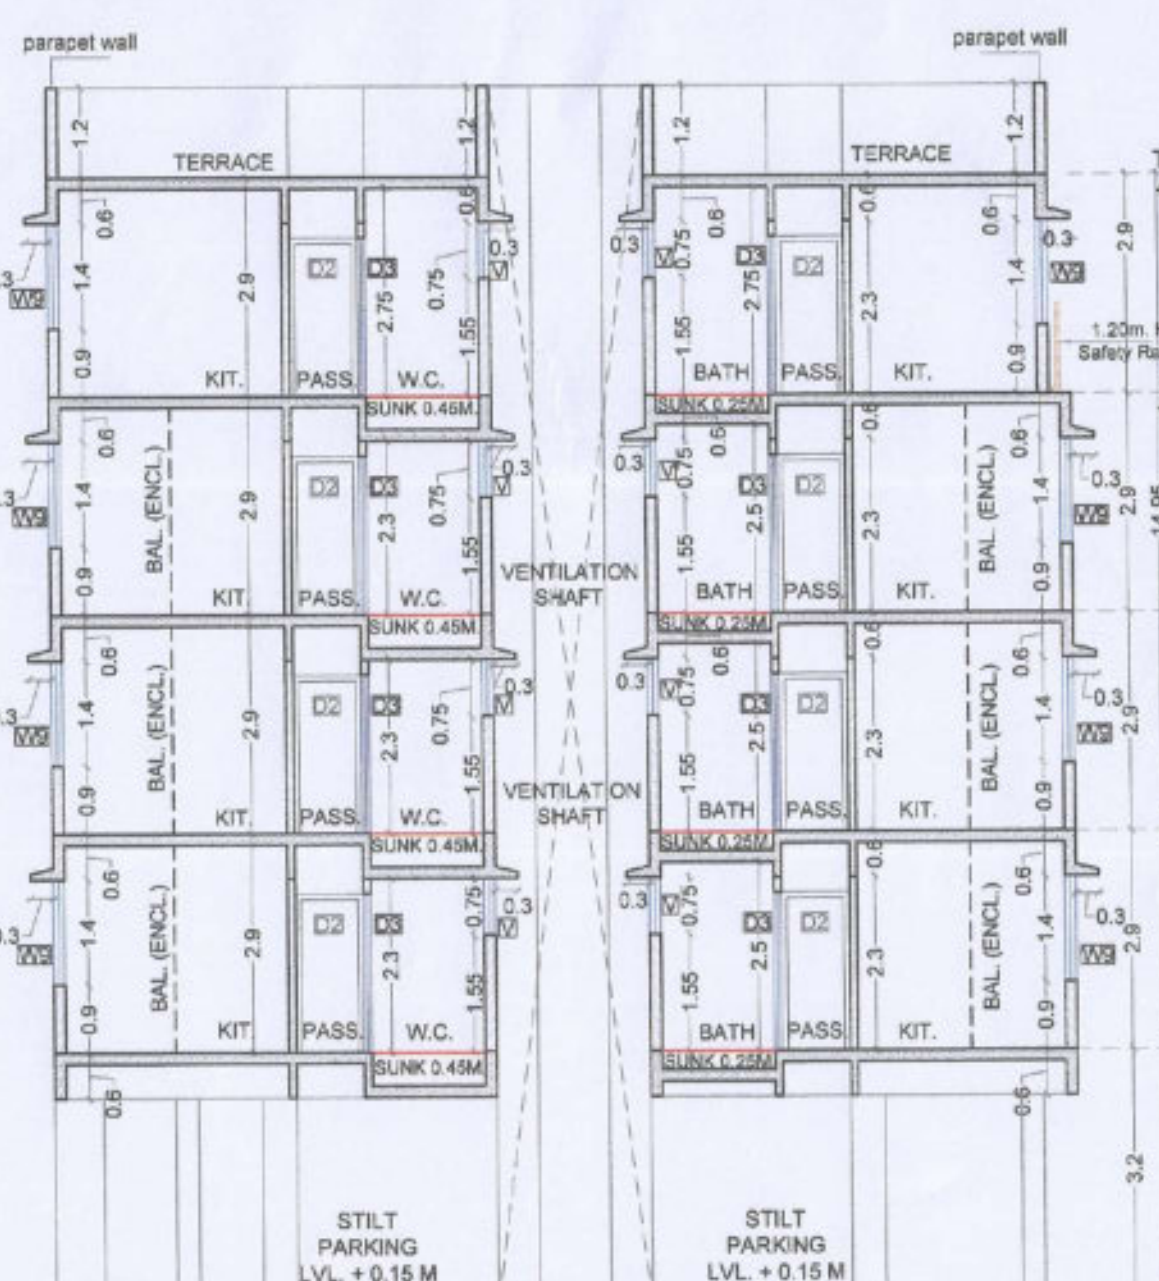 parapet wall
parapet wall
1.2
1.2
1.2
1.2
TERRACE
TERRACE
0.6
0.6
0.6
0.6
0.6
0.3
0.3
0.3
2.9
W9
1.4
2.9
D2
D3
2.75
0.75
V
V
0.75
D3
2.75
D2
2.3
1.4
W9
0.9
1.55
1.55
0.9
1.20m.
Safety
KIT.
PASS.
W.C.
BATH
PASS.
KIT.
SUNK 0.45M.
SUNK 0.25M.
0.6
0.6
0.6
0.6
0.3
0.3
0.3
W9
1.4
BAL. (ENCL.)
2.9
D2
D3
2.3
0.75
V
V
0.75
D3
2.5
D2
2.3
BAL. (ENCL.)
1.4
W9
2.9
14.95
0.9
1.55
1.55
0.9
VENTILATION
SHAFT
KIT.
PASS.
W.C.
BATH
PASS.
KIT.
SUNK 0.45M.
SUNK 0.25M.
0.6
0.6
0.6
0.6
0.3
0.3
0.3
W9
1.4
BAL. (ENCL.)
2.9
D2
D3
2.3
0.75
V
V
0.75
D3
2.5
D2
2.3
BAL. (ENCL.)
1.4
W9
2.9
0.9
1.55
1.55
0.9
VENTILATION
SHAFT
KIT.
PASS.
W.C.
BATH
PASS.
KIT.
SUNK 0.45M.
SUNK 0.25M.
0.6
0.6
0.6
0.3
0.3
0.3
0.3
W9
1.4
BAL. (ENCL.)
2.9
D2
D3
2.3
0.75
V
V
0.75
D3
2.5
D2
2.3
BAL. (ENCL.)
1.4
W9
2.9
0.9
1.55
1.55
0.9
KIT.
PASS.
W.C.
BATH
PASS.
KIT.
SUNK 0.45M.
SUNK 0.25M.
0.6
0.6
3.2
STILT
PARKING
LVL. + 0.15 M
STILT
PARKING
LVL. + 0.15 M